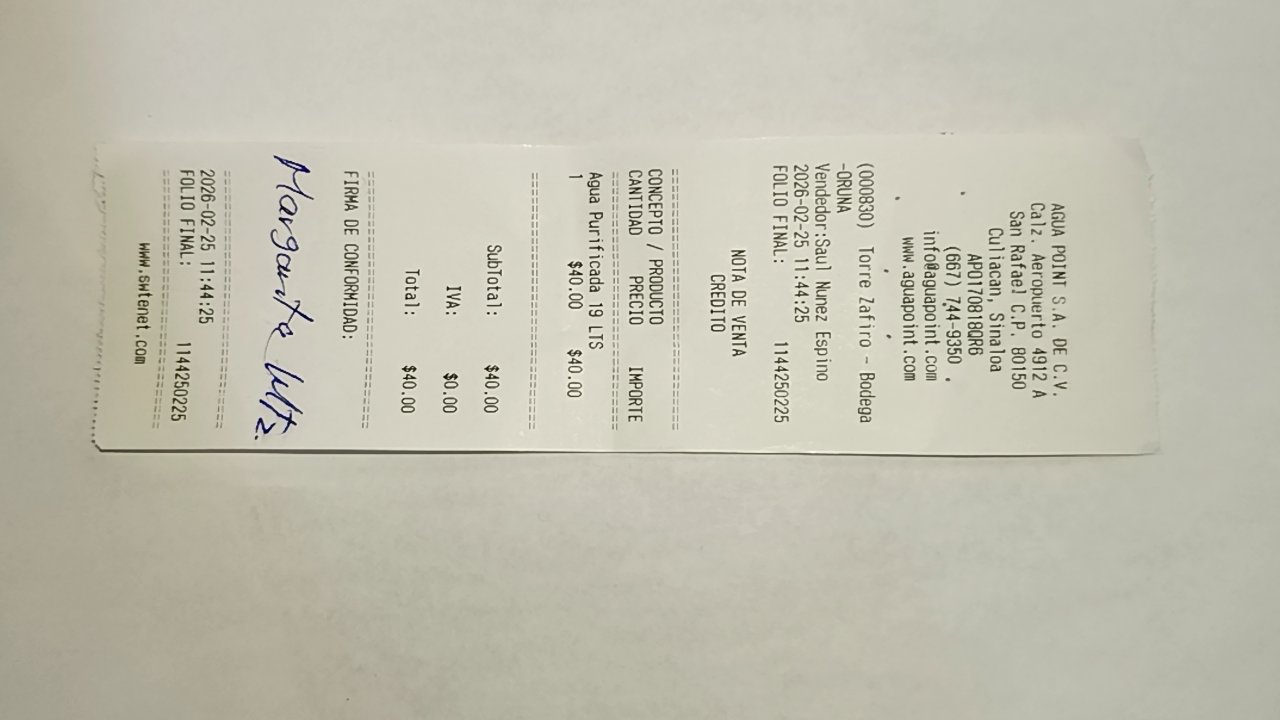 AGUA POINT S.A. DE C.V.
Calz. Aeropuerto 4912 A
San Rafael C.P. 80150
Culiacan, Sinaloa
APO170818QR6
(667) 744-9350
info@aguapoint.com
www.aguapoint.com
(000830) Torre Zafiro - Bodega
-ORUNA
Vendedor:Saul Nunez Espino
2026-02-25 11:44:25
FOLIO FINAL: 1144250225
NOTA DE VENTA
CREDITO
CONCEPTO / PRODUCTO
CANTIDAD PRECIO IMPORTE
Agua Purificada 19 LTS
1 $40.00 $40.00
SubTotal: $40.00
IVA: $0.00
Total: $40.00
FIRMA DE CONFORMIDAD:
Margarita
2026-02-25 11:44:25
FOLIO FINAL: 1144250225
www.swtenet.com